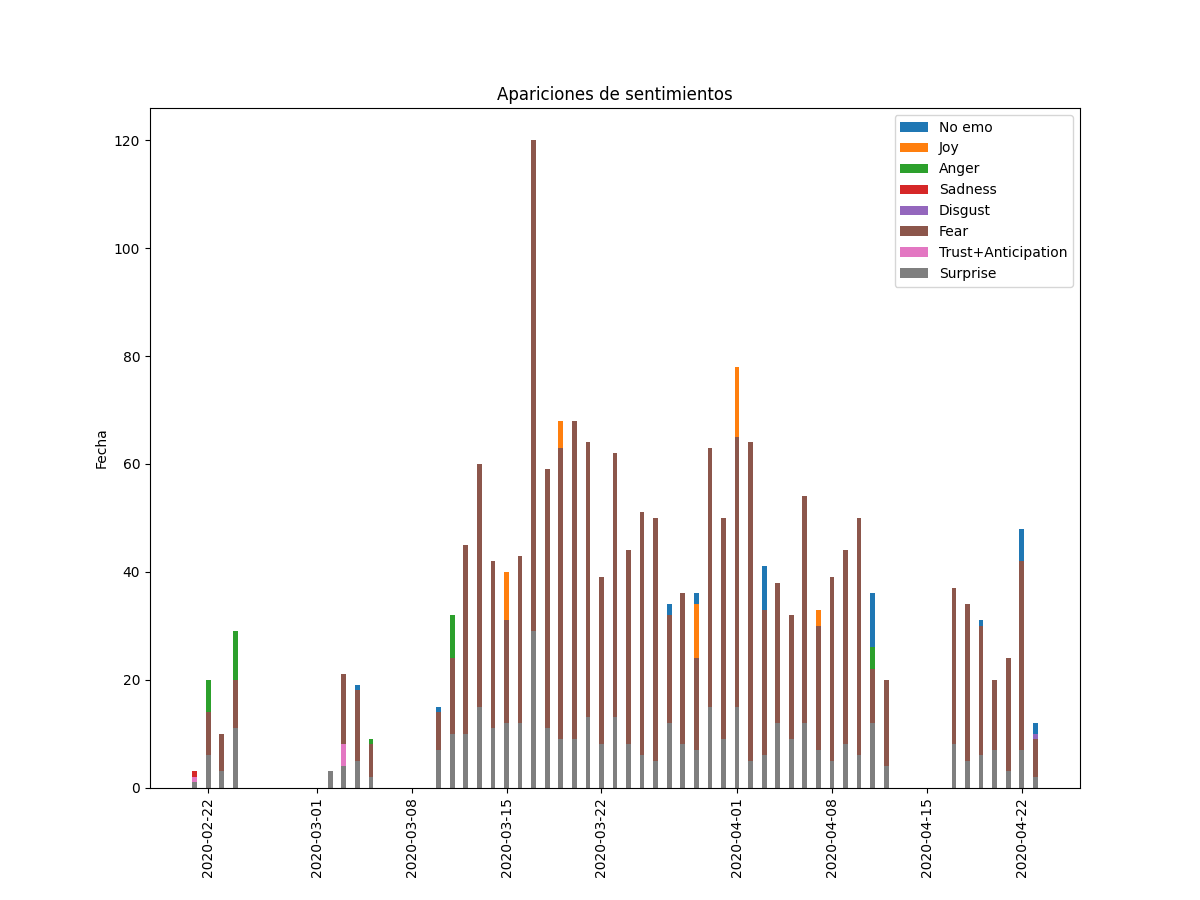 Apariciones de sentimientos
No emo
Joy
Anger
Sadness
Disgust
Fear
Trust+Anticipation
Surprise
Fecha
120
100
80
60
40
20
0
2020-02-22
2020-03-01
2020-03-08
2020-03-15
2020-03-22
2020-04-01
2020-04-08
2020-04-15
2020-04-22